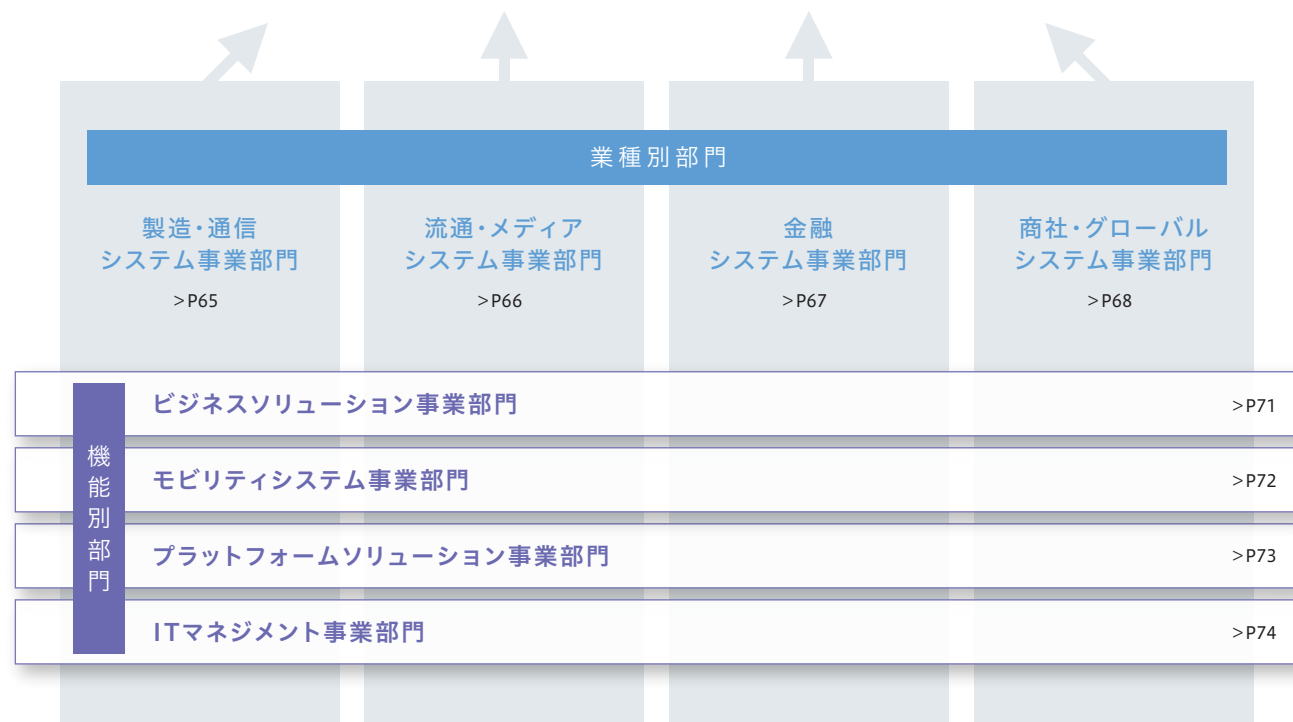 業種別部門
製造・通信
システム事業部門
>P65
流通・メディア
システム事業部門
>P66
金融
システム事業部門
>P67
商社・グローバル
システム事業部門
>P68
機能別部門
ビジネスソリューション事業部門 >P71
モビリティシステム事業部門 >P72
プラットフォームソリューション事業部門 >P73
ITマネジメント事業部門 >P74